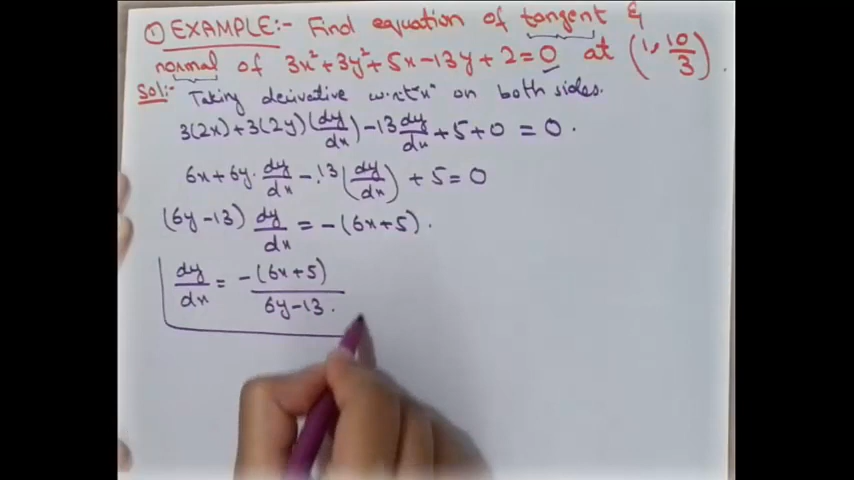 ① EXAMPLE:- Find equation of tangent &
normal of 3x²+3y²+5x-13y+2=0 at (1, 10/3).
Sol:- Taking derivative w.r.t "x" on both sides.
3(2x)+3(2y)(dy/dx)-13 dy/dx+5+0=0.
6x+6y. dy/dx-13(dy/dx)+5=0
(6y-13) dy/dx = -(6x+5).
dy/dx = -(6x+5)/6y-13.